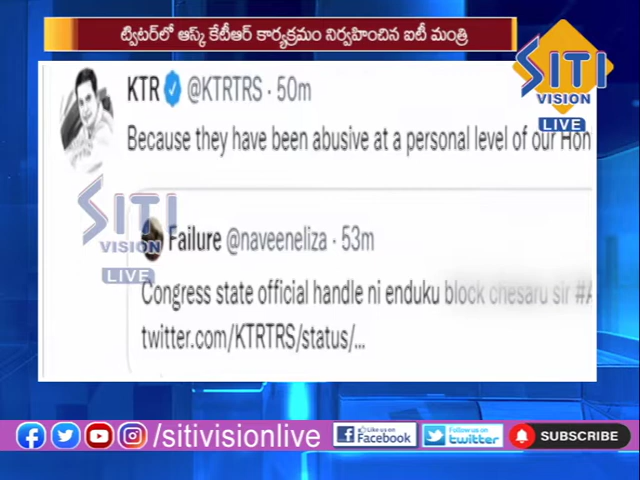 ట్విటర్‌లో ఆస్క్ కేటీఆర్ కార్యక్రమం నిర్వహించిన ఐటీ మంత్రి
SITI
VISION
LIVE
KTR @KTRTRS · 50m
Because they have been abusive at a personal level of our Hon
SITI
VISION
LIVE
Failure @naveeneliza · 53m
Congress state official handle ni enduku block chesaru sir #A
twitter.com/KTRTRS/status/...
/sitivisionlive
Like us on
Facebook
Follow us on
twitter
SUBSCRIBE